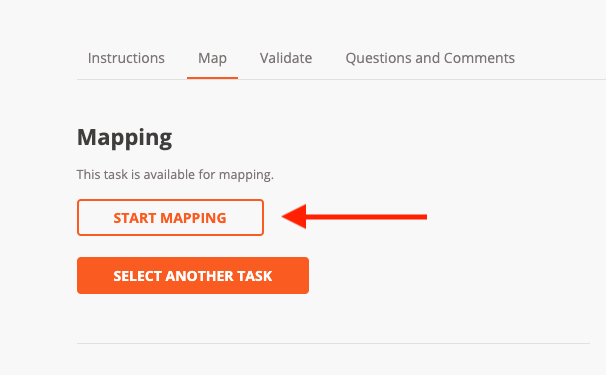 Instructions Map Validate Questions and Comments
Mapping
This task is available for mapping.
START MAPPING
SELECT ANOTHER TASK